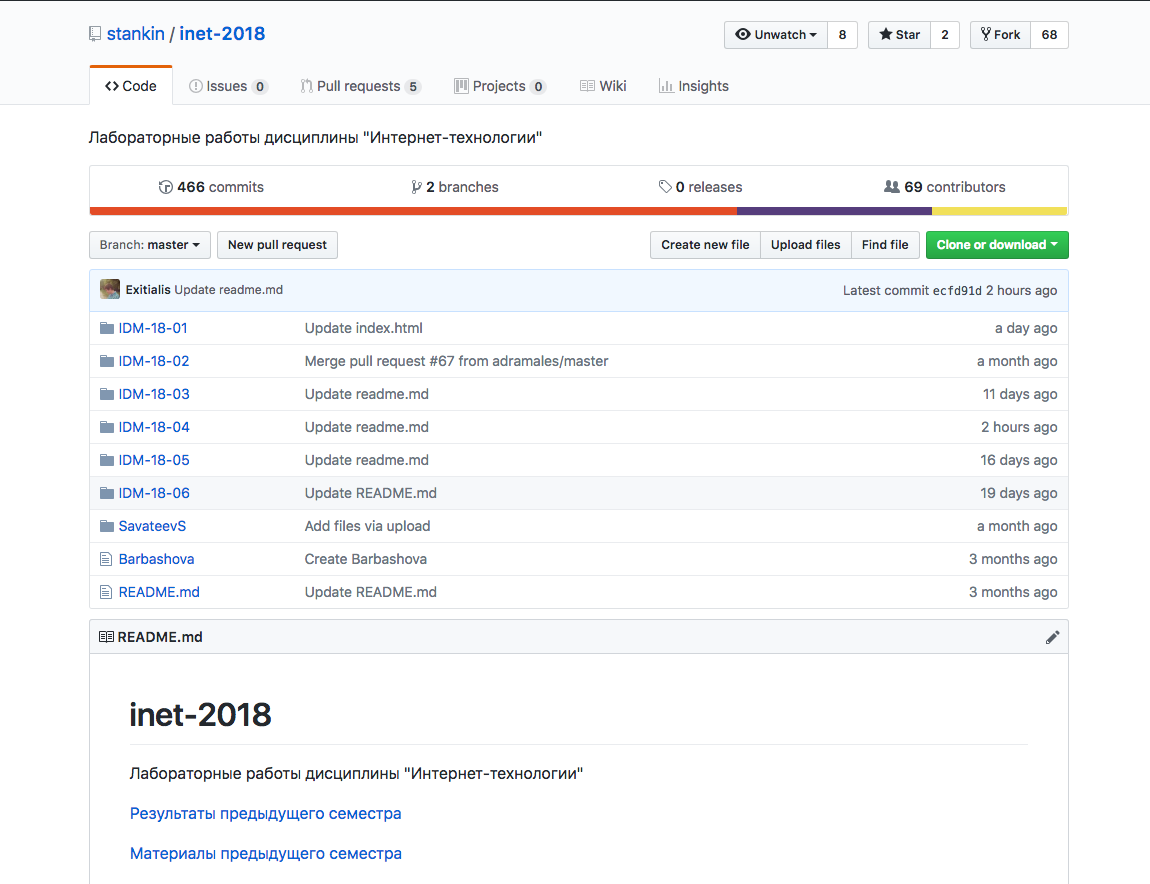 stankin / inet-2018
Unwatch 8 Star 2 Fork 68
Code Issues 0 Pull requests 5 Projects 0 Wiki Insights
Лабораторные работы дисциплины "Интернет-технологии"
466 commits 2 branches 0 releases 69 contributors
Branch: master New pull request Create new file Upload files Find file Clone or download
Exitialis Update readme.md Latest commit ecfd91d 2 hours ago
IDM-18-01 Update index.html a day ago
IDM-18-02 Merge pull request #67 from adramales/master a month ago
IDM-18-03 Update readme.md 11 days ago
IDM-18-04 Update readme.md 2 hours ago
IDM-18-05 Update readme.md 16 days ago
IDM-18-06 Update README.md 19 days ago
SavateevS Add files via upload a month ago
Barbashova Create Barbashova 3 months ago
README.md Update README.md 3 months ago
README.md
inet-2018
Лабораторные работы дисциплины "Интернет-технологии"
Результаты предыдущего семестра
Материалы предыдущего семестра